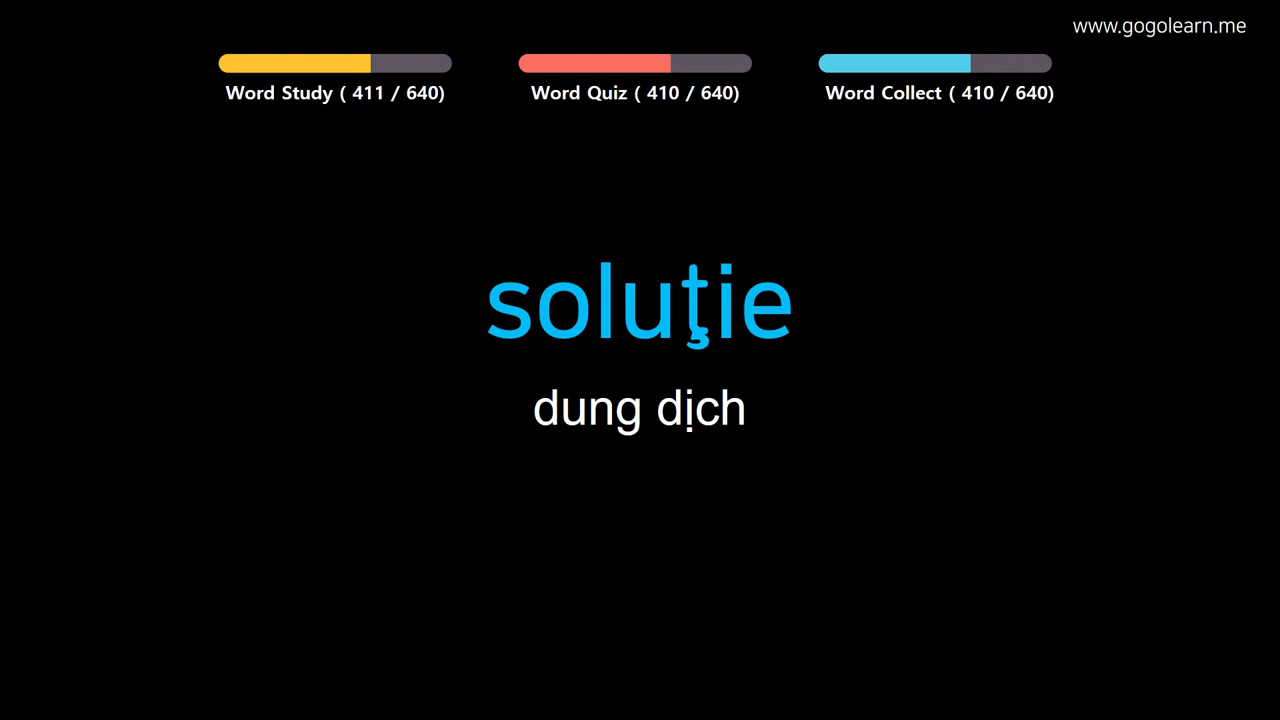 www.gogolearn.me
Word Study ( 411 / 640)
Word Quiz ( 410 / 640)
Word Collect ( 410 / 640)
soluţie
dung dịch